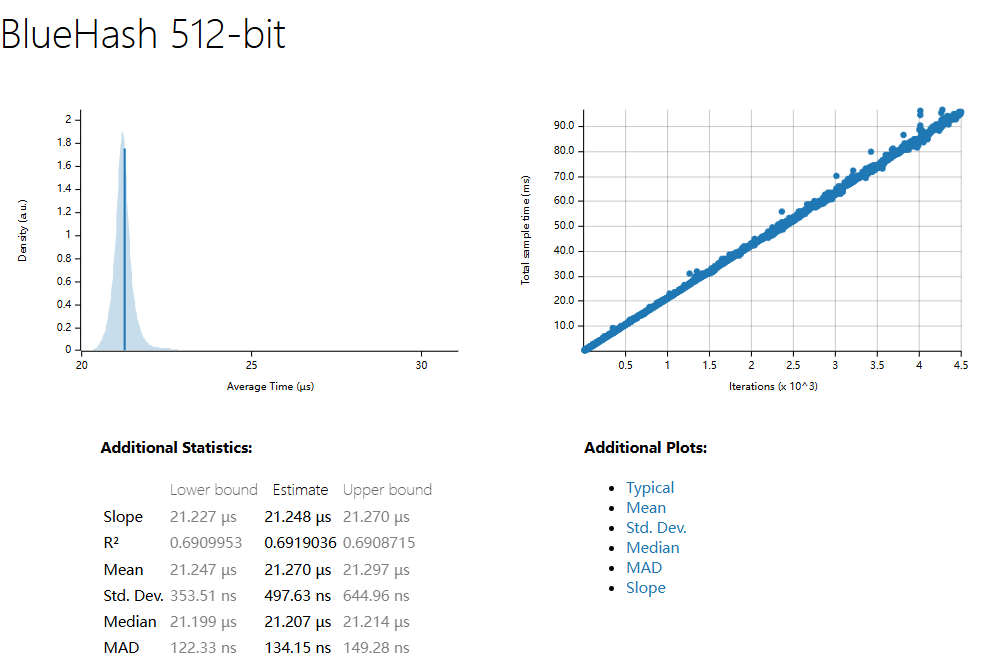 BlueHash 512-bit
Density (a.u.)
2
1.8
1.6
1.4
1.2
1
0.8
0.6
0.4
0.2
0
20 25 30
Average Time (µs)
Total sample time (ms)
90.0
80.0
70.0
60.0
50.0
40.0
30.0
20.0
10.0
0.5 1 1.5 2 2.5 3 3.5 4 4.5
Iterations (x 10^3)
Additional Statistics:
Lower bound Estimate Upper bound
Slope 21.227 µs 21.248 µs 21.270 µs
R² 0.6909953 0.6919036 0.6908715
Mean 21.247 µs 21.270 µs 21.297 µs
Std. Dev. 353.51 ns 497.63 ns 644.96 ns
Median 21.199 µs 21.207 µs 21.214 µs
MAD 122.33 ns 134.15 ns 149.28 ns
Additional Plots:
Typical
Mean
Std. Dev.
Median
MAD
Slope